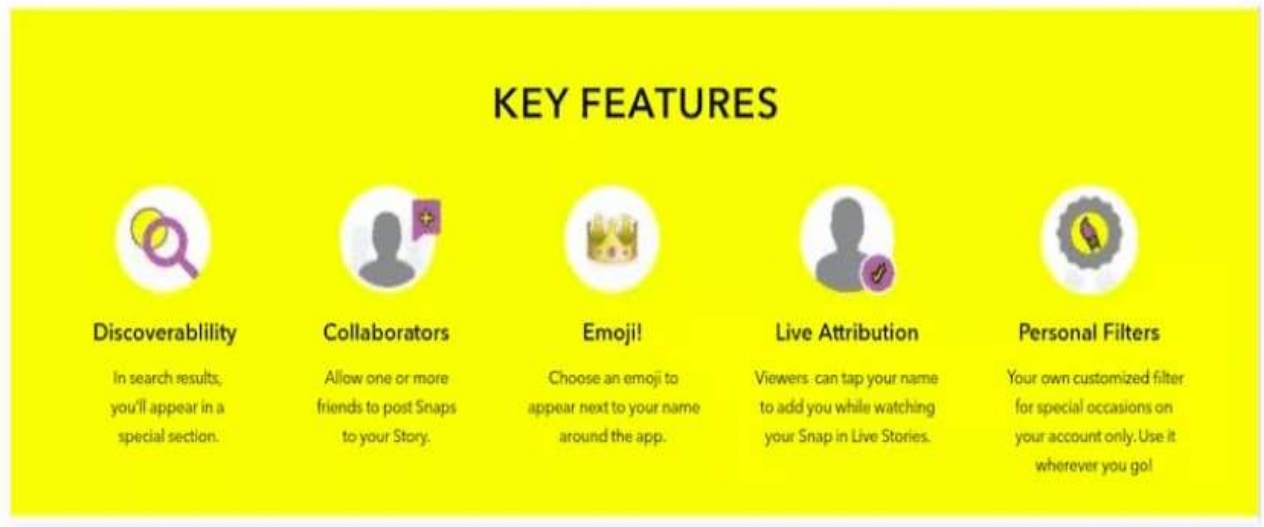 KEY FEATURES
Discoverablility
In search results,
you'll appear in a
special section.
Collaborators
Allow one or more
friends to post Snaps
to your Story.
Emoji!
Choose an emoji to
appear next to your name
around the app.
Live Attribution
Viewers can tap your name
to add you while watching
your Snap in Live Stories.
Personal Filters
Your own customized filter
for special occasions on
your account only. Use it
wherever you go!